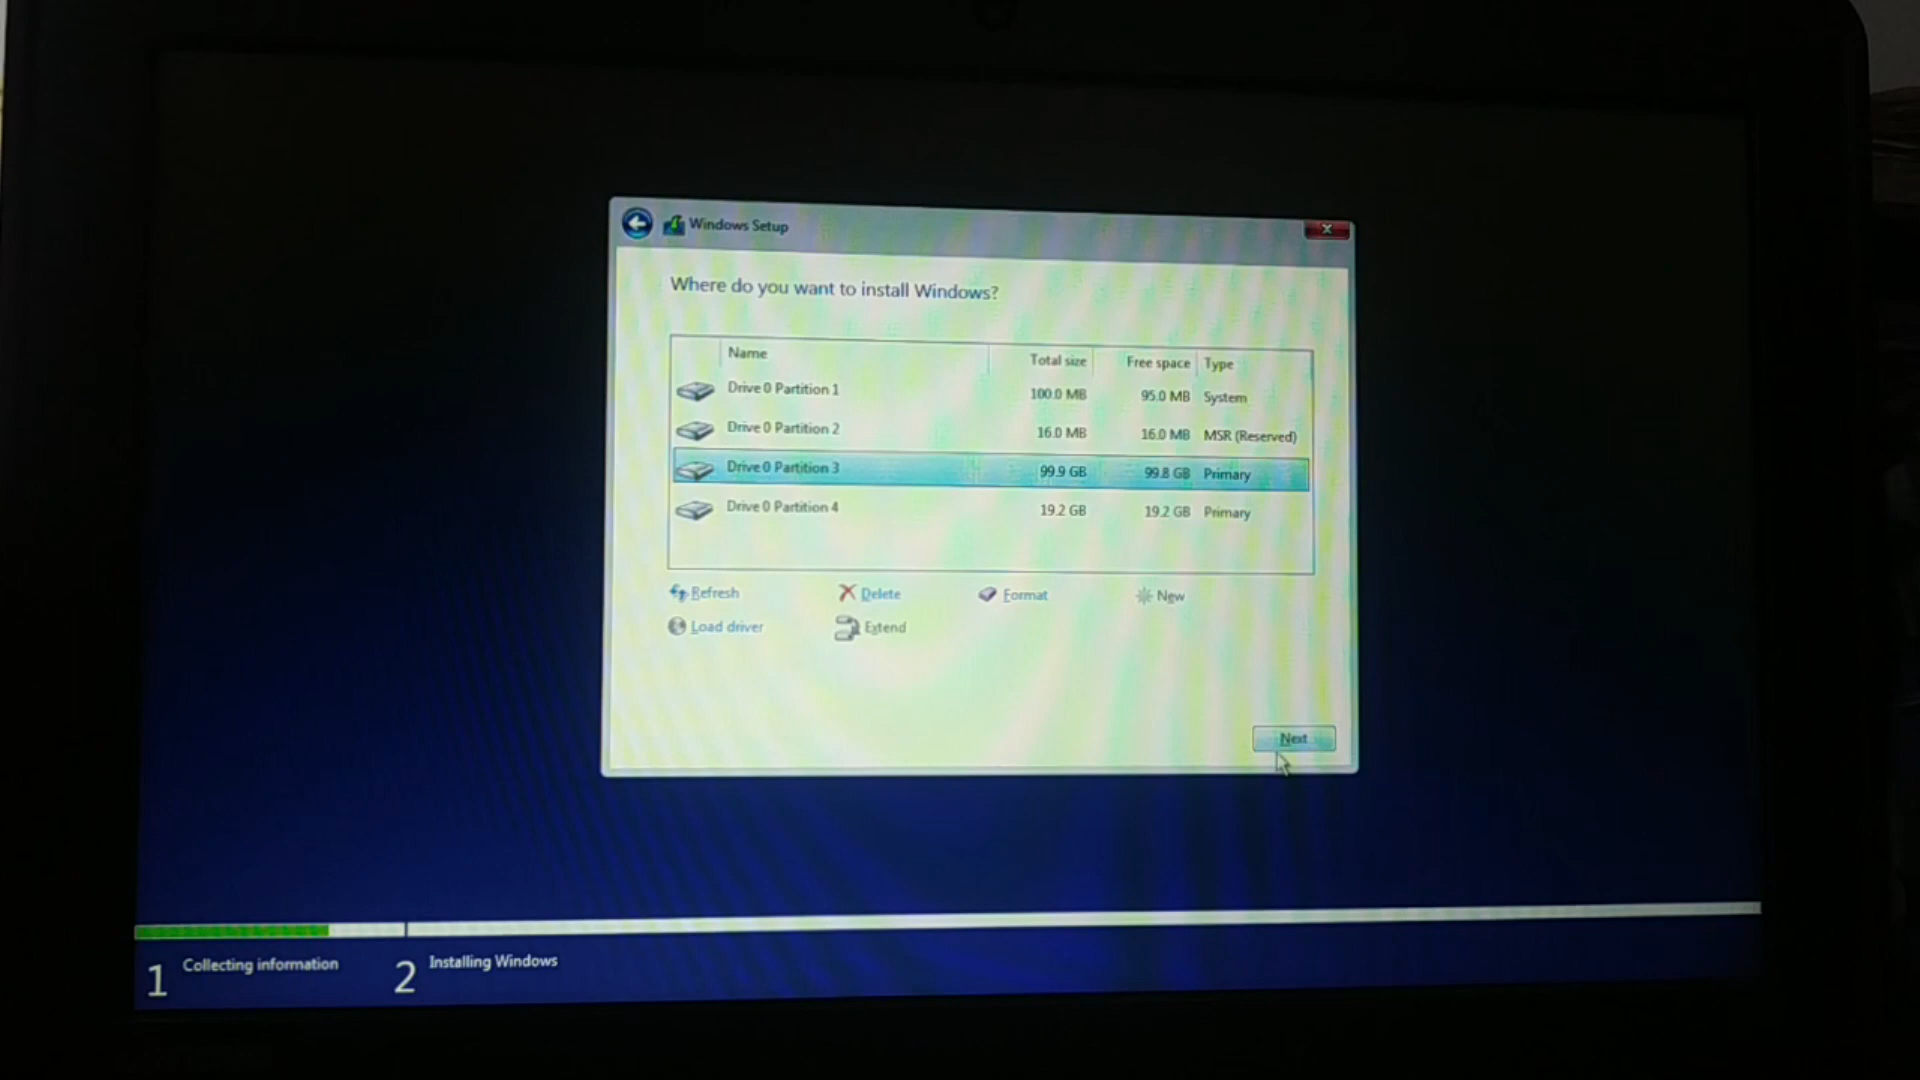 Windows Setup
x
Where do you want to install Windows?
Name Total size Free space Type
Drive 0 Partition 1 100.0 MB 95.0 MB System
Drive 0 Partition 2 16.0 MB 16.0 MB MSR (Reserved)
Drive 0 Partition 3 99.9 GB 99.8 GB Primary
Drive 0 Partition 4 19.2 GB 19.2 GB Primary
Refresh Delete Format New
Load driver Extend
Next
1 Collecting information 2 Installing Windows